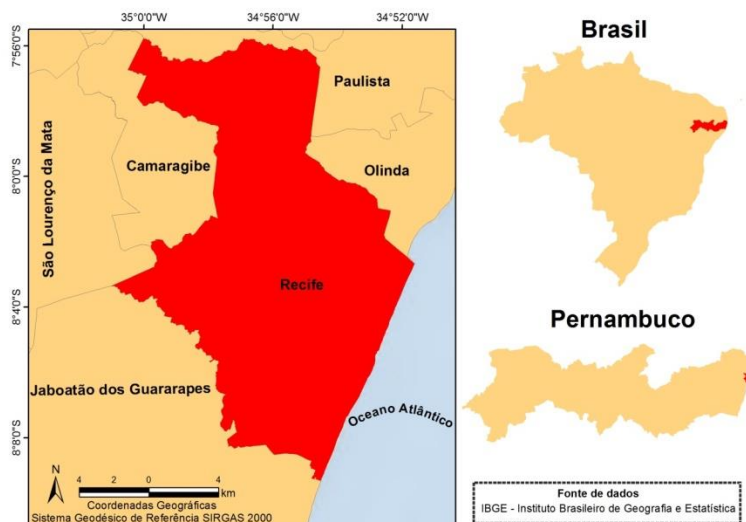 35°0'0"W 34°56'0"W 34°52'0"W
7°56'0"S
8°0'0"S
8°4'0"S
8°8'0"S
Paulista
Camaragibe
Olinda
São Lourenço da Mata
Recife
Jaboatão dos Guararapes
Oceano Atlântico
N
4 2 0 4
km
Coordenadas Geográficas
Sistema Geodésico de Referência SIRGAS 2000
Brasil
Pernambuco
Fonte de dados
IBGE - Instituto Brasileiro de Geografia e Estatística